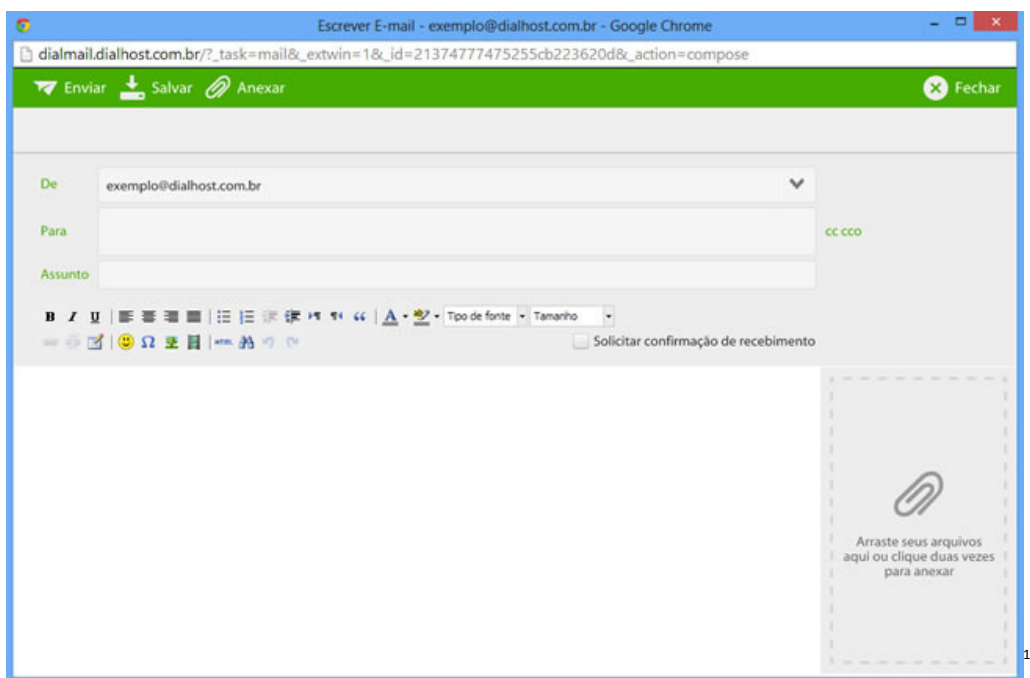 Escrever E-mail - exemplo@dialhost.com.br - Google Chrome
dialmail.dialhost.com.br/?_task=mail&_extwin=1&_id=21374777475255cb223620d&_action=compose
Enviar Salvar Anexar Fechar
De exemplo@dialhost.com.br
Para cc cco
Assunto
B I U A Tipo de fonte Tamanho
Ω HTML Solicitar confirmação de recebimento
Arraste seus arquivos
aqui ou clique duas vezes
para anexar
1